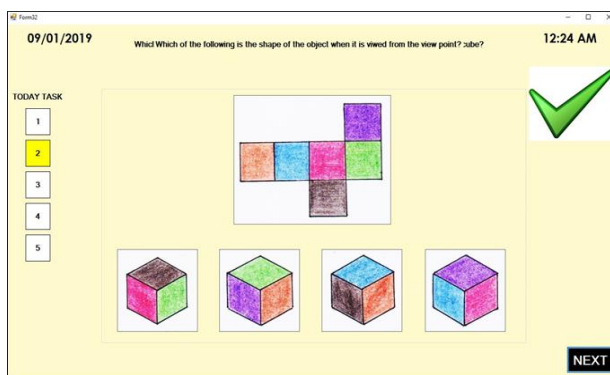 Form32
09/01/2019
Whicl Which of the following is the shape of the object when it is viwed from the view point? :ube?
12:24 AM
TODAY TASK
1
2
3
4
5
NEXT